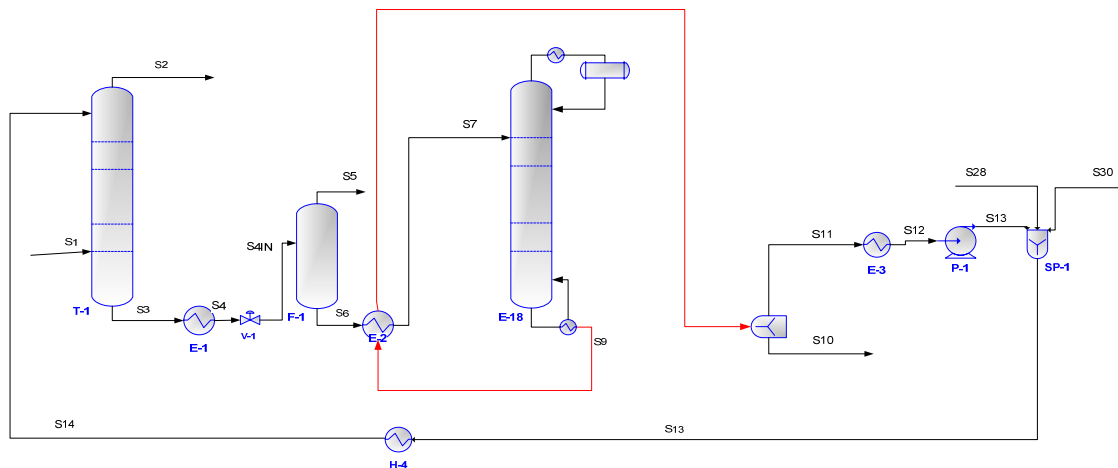 S2
S7
S5
S28
S30
S1
S4IN
S11
S12
S13
E-3
P-1
SP-1
T-1
S3
S4
E-1
V-1
F-1
S6
E-2
E-18
S9
S10
S14
S13
H-4